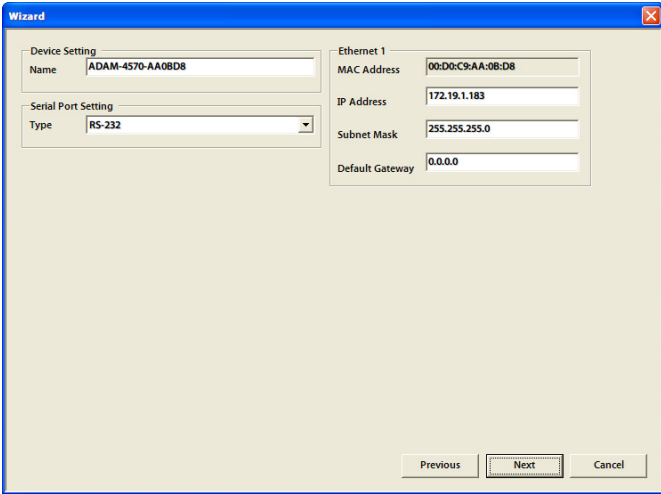 Wizard
Device Setting
Name ADAM-4570-AA0BD8
Serial Port Setting
Type RS-232
Ethernet 1
MAC Address 00:D0:C9:AA:0B:D8
IP Address 172.19.1.183
Subnet Mask 255.255.255.0
Default Gateway 0.0.0.0
Previous Next Cancel